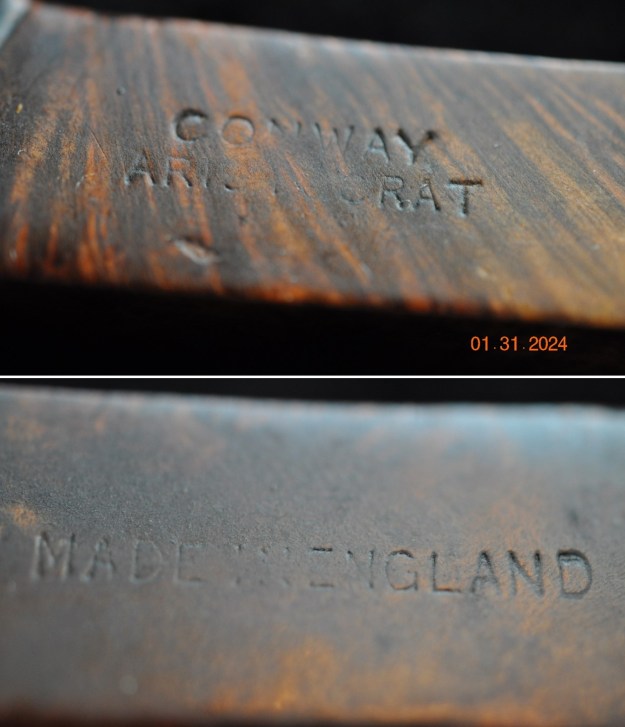 CONWAY
ARISTOCRAT
01.31.2024
MADE IN ENGLAND